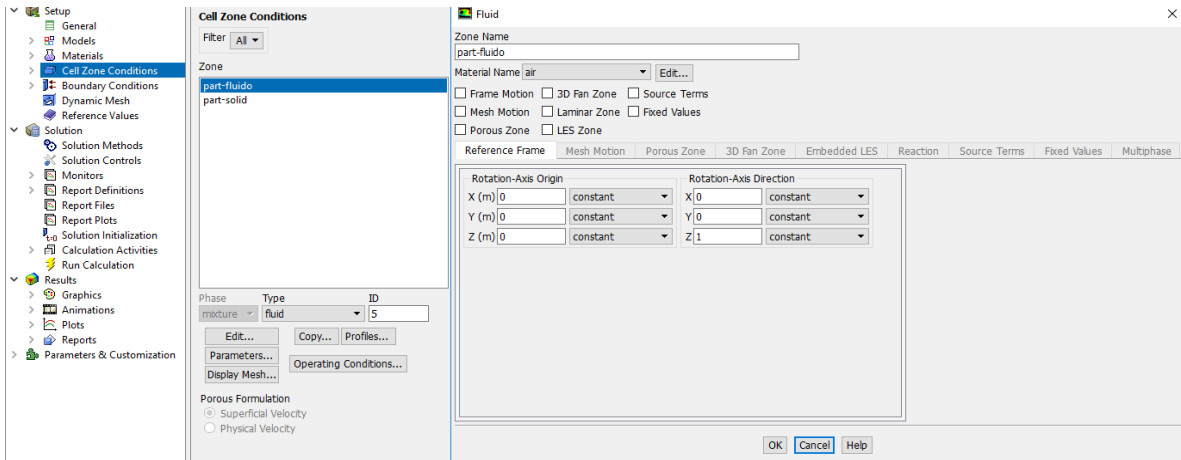 Setup
General
Models
Materials
Cell Zone Conditions
Boundary Conditions
Dynamic Mesh
Reference Values
Solution
Solution Methods
Solution Controls
Monitors
Report Definitions
Report Files
Report Plots
Solution Initialization
Calculation Activities
Run Calculation
Results
Graphics
Animations
Plots
Reports
Parameters & Customization
Cell Zone Conditions
Filter All
Zone
part-fluido
part-solid
Phase Type ID
mixture fluid 5
Edit... Copy... Profiles...
Parameters... Operating Conditions...
Display Mesh...
Porous Formulation
Superficial Velocity
Physical Velocity
Fluid
Zone Name
part-fluido
Material Name air Edit...
Frame Motion 3D Fan Zone Source Terms
Mesh Motion Laminar Zone Fixed Values
Porous Zone LES Zone
Reference Frame Mesh Motion Porous Zone 3D Fan Zone Embedded LES Reaction Source Terms Fixed Values Multiphase
Rotation-Axis Origin Rotation-Axis Direction
X (m) 0 constant X 0 constant
Y (m) 0 constant Y 0 constant
Z (m) 0 constant Z 1 constant
OK Cancel Help